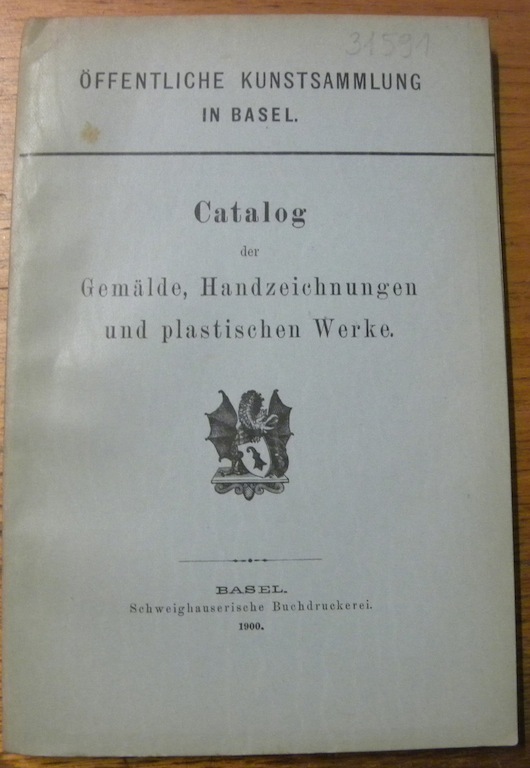 31591
ÖFFENTLICHE KUNSTSAMMLUNG
IN BASEL.
Catalog
der
Gemälde, Handzeichnungen
und plastischen Werke.
BASEL.
Schweighauserische Buchdruckerei.
1900.